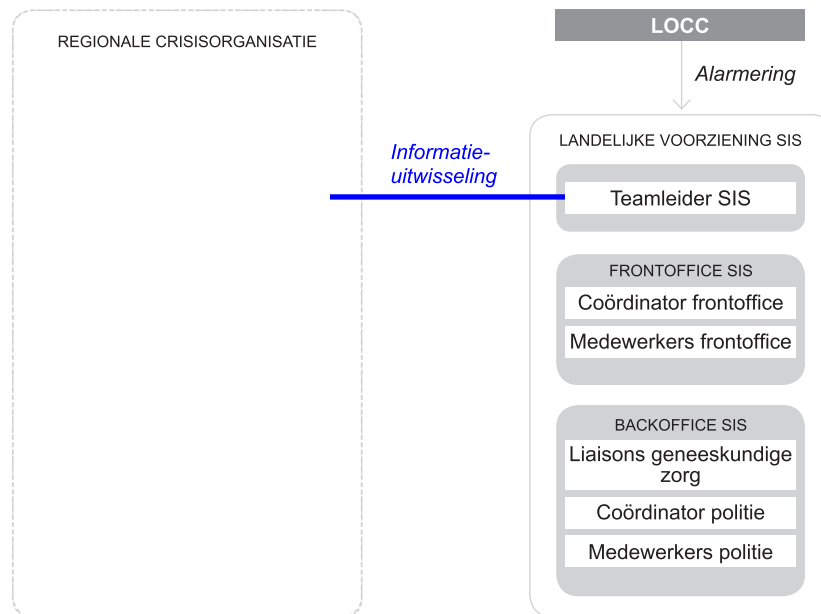 REGIONALE CRISISORGANISATIE
LOCC
Alarmering
LANDELIJKE VOORZIENING SIS
Informatie-
uitwisseling
Teamleider SIS
FRONTOFFICE SIS
Coördinator frontoffice
Medewerkers frontoffice
BACKOFFICE SIS
Liaisons geneeskundige
zorg
Coördinator politie
Medewerkers politie